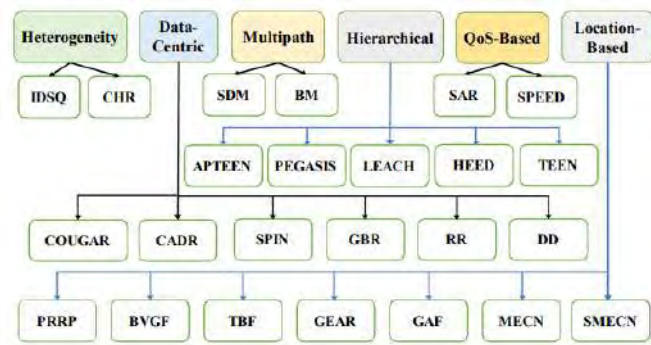 Heterogeneity
Data-
Centric
Multipath
Hierarchical
QoS-Based
Location-
Based
IDSQ
CHR
SDM
BM
SAR
SPEED
APTEEN
PEGASIS
LEACH
HEED
TEEN
COUGAR
CADR
SPIN
GBR
RR
DD
PRRP
BVGF
TBF
GEAR
GAF
MECN
SMECN